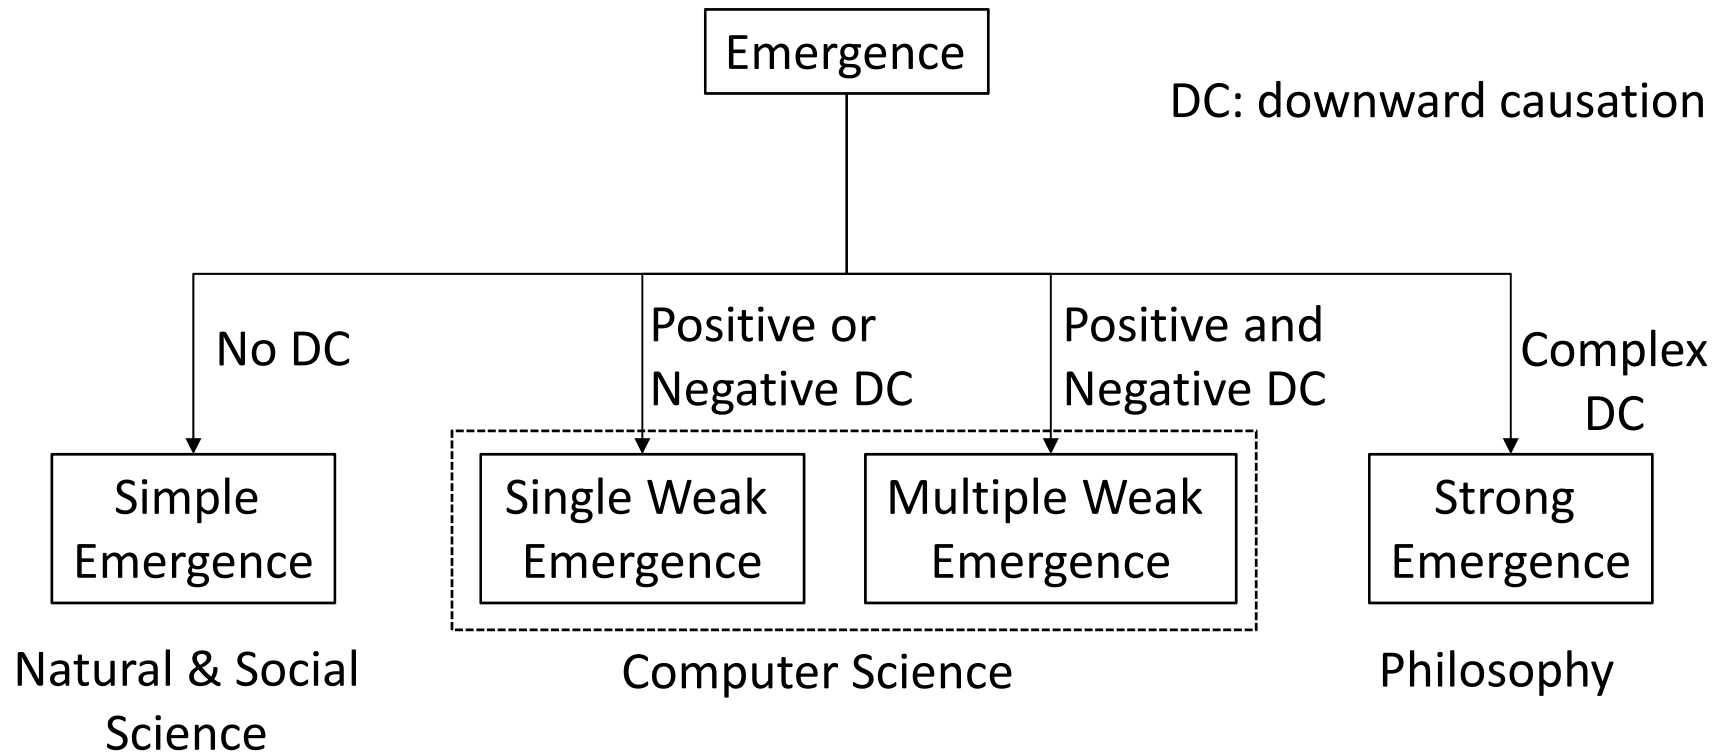 Emergence
DC: downward causation
No DC
Positive or
Negative DC
Positive and
Negative DC
Complex
DC
Simple
Emergence
Single Weak
Emergence
Multiple Weak
Emergence
Strong
Emergence
Natural & Social
Science
Computer Science
Philosophy